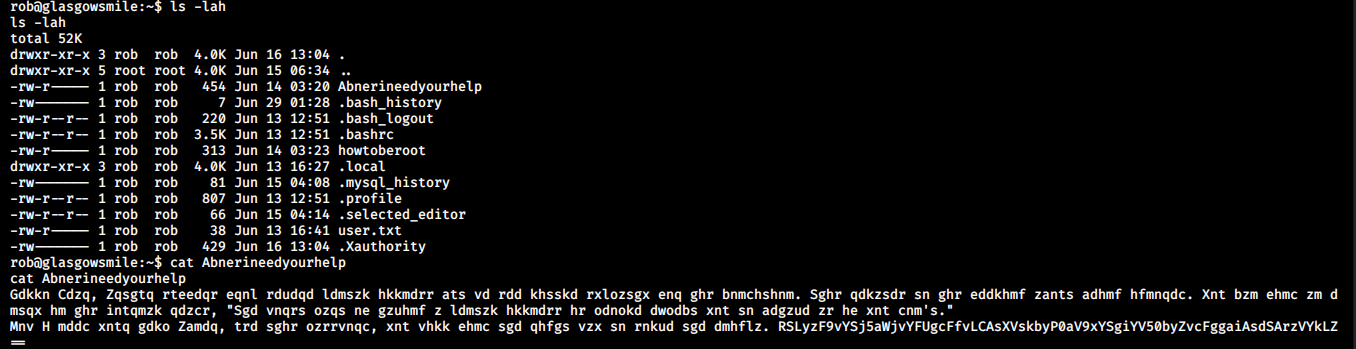 rob@glasgowsmile:~$ ls -lah
ls -lah
total 52K
drwxr-xr-x 3 rob  rob  4.0K Jun 16 13:04 .
drwxr-xr-x 5 root root 4.0K Jun 15 06:34 ..
-rw-r----- 1 rob  rob   454 Jun 14 03:20 Abnerineedyourhelp
-rw------- 1 rob  rob     7 Jun 29 01:28 .bash_history
-rw-r--r-- 1 rob  rob   220 Jun 13 12:51 .bash_logout
-rw-r--r-- 1 rob  rob  3.5K Jun 13 12:51 .bashrc
-rw-r----- 1 rob  rob   313 Jun 14 03:23 howtoberoot
drwxr-xr-x 3 rob  rob  4.0K Jun 13 16:27 .local
-rw------- 1 rob  rob    81 Jun 15 04:08 .mysql_history
-rw-r--r-- 1 rob  rob   807 Jun 13 12:51 .profile
-rw-r--r-- 1 rob  rob    66 Jun 15 04:14 .selected_editor
-rw-r----- 1 rob  rob    38 Jun 13 16:41 user.txt
-rw------- 1 rob  rob   429 Jun 16 13:04 .Xauthority
rob@glasgowsmile:~$ cat Abnerineedyourhelp
cat Abnerineedyourhelp
Gdkkn Cdzq, Zqsgtq rteedqr eqnl rdudqd ldmszk hkkmdrr ats vd rdd khsskd rxlozsgx enq ghr bnmchshnm. Sghr qdkzsdr sn ghr eddkhmf zants adhmf hfmnqdc. Xnt bzm ehmc zm d
msqx hm ghr intqmzk qdzcr, "Sgd vnqrs ozqs ne gzuhmf z ldmszk hkkmdrr hr odnokd dwodbs xnt sn adgzud zr he xnt cnm's."
Mnv H mddc xntq gdko Zamdq, trd sghr ozrrvnqc, xnt vhkk ehmc sgd qhfgs vzx sn rnkud sgd dmhflz. RSLyzF9vYSj5aWjvYFUgcFfvLCAsXVskbyP0aV9xYSgiYV50byZvcFggaiAsdSArzVYkLZ
==